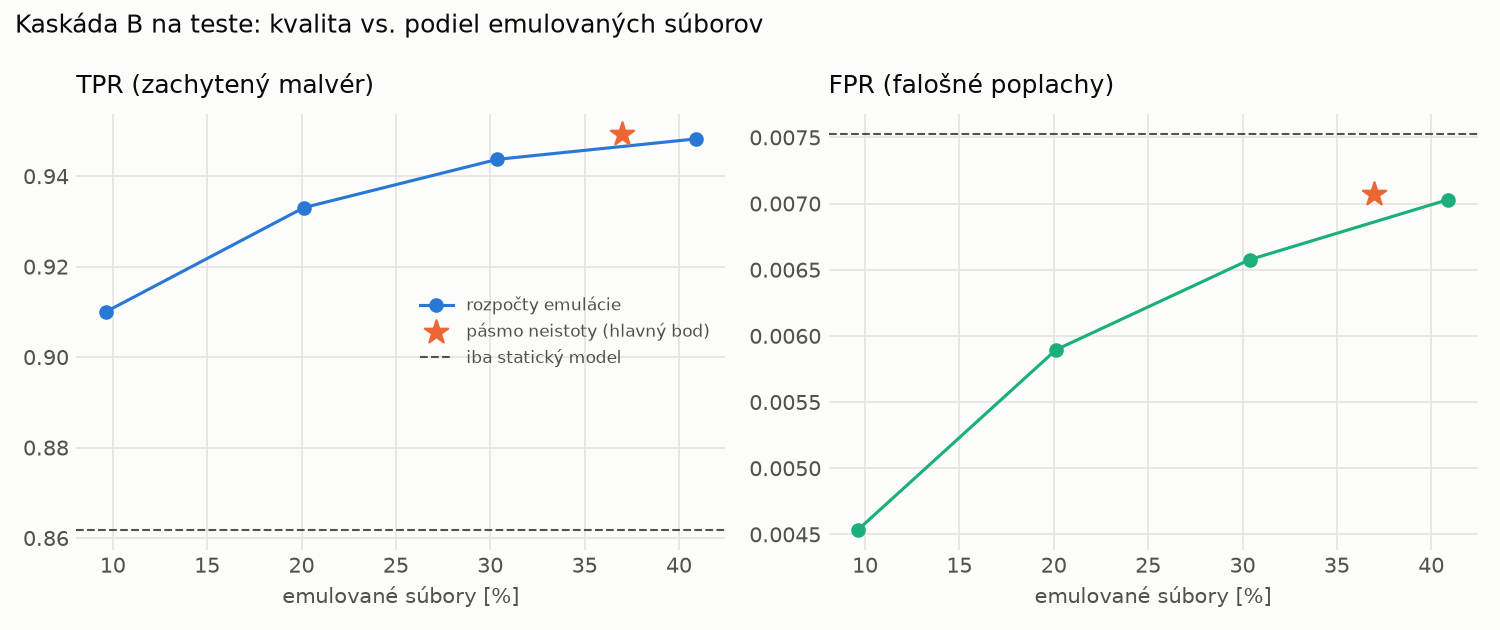 Kaskáda B na teste: kvalita vs. podiel emulovaných súborov
TPR (zachytený malvér)
0.94
0.92
0.90
0.88
0.86
rozpočty emulácie
pásmo neistoty (hlavný bod)
iba statický model
10 15 20 25 30 35 40
emulované súbory [%]
FPR (falošné poplachy)
0.0075
0.0070
0.0065
0.0060
0.0055
0.0050
0.0045
10 15 20 25 30 35 40
emulované súbory [%]